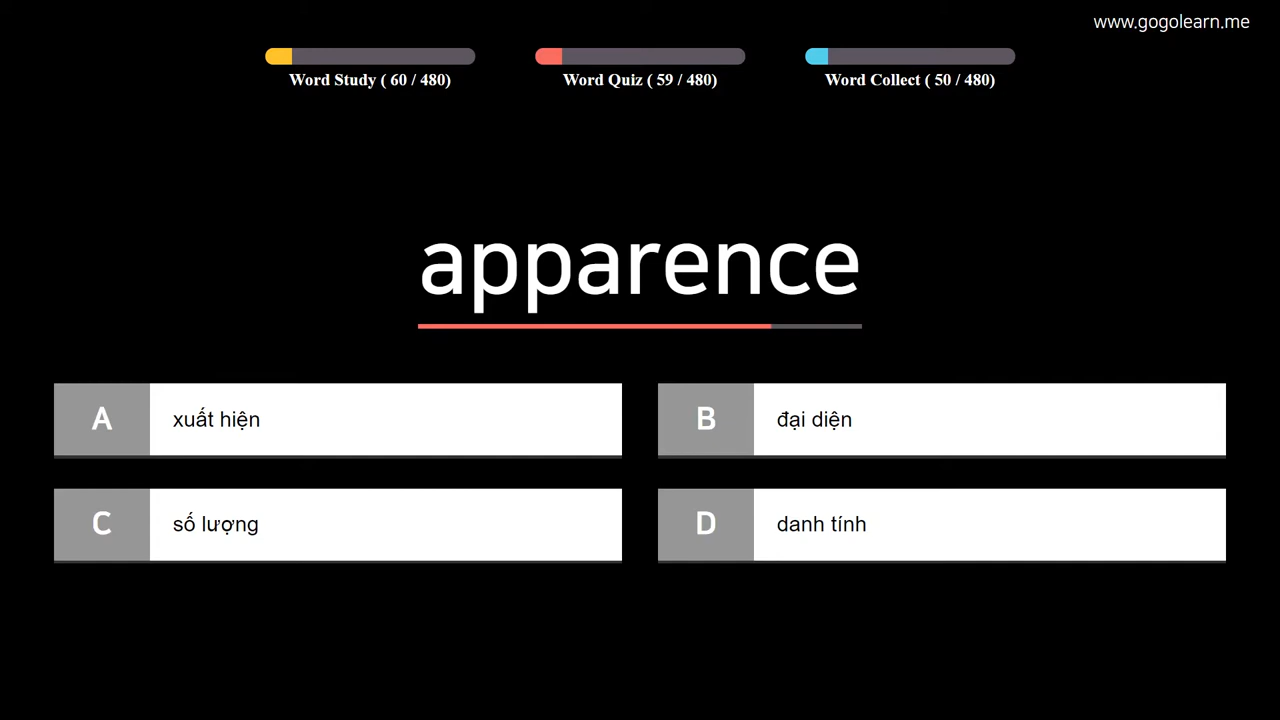 www.gogolearn.me
Word Study ( 60 / 480)
Word Quiz ( 59 / 480)
Word Collect ( 50 / 480)
apparence
A xuất hiện
B đại diện
C số lượng
D danh tính